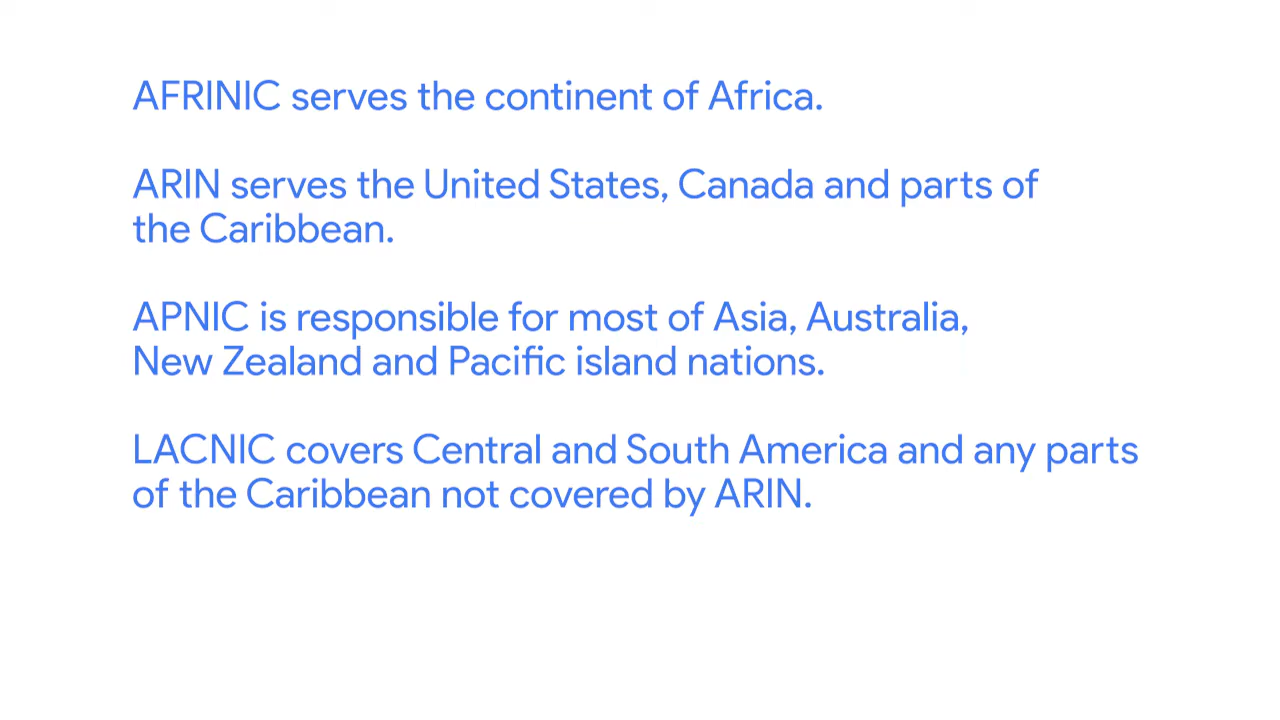 AFRINIC serves the continent of Africa.
ARIN serves the United States, Canada and parts of
the Caribbean.
APNIC is responsible for most of Asia, Australia,
New Zealand and Pacific island nations.
LACNIC covers Central and South America and any parts
of the Caribbean not covered by ARIN.